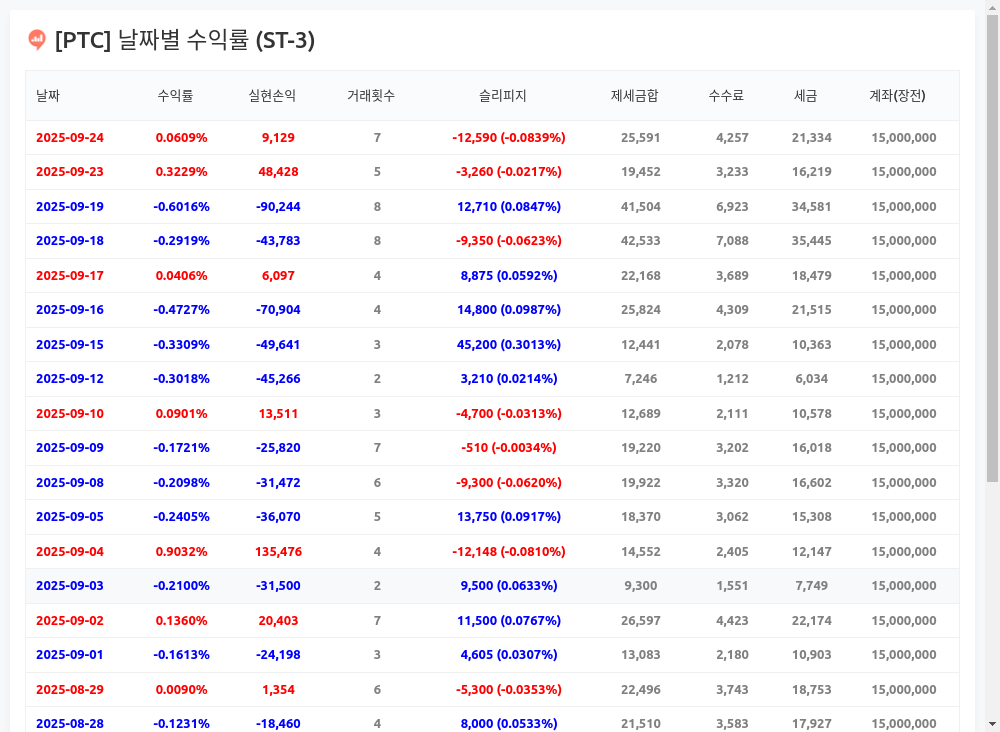 [PTC] 날짜별 수익률 (ST-3)
날짜 수익률 실현손익 거래횟수 슬리피지 제세금합 수수료 세금 계좌(장전)
2025-09-24 0.0609% 9,129 7 -12,590 (-0.0839%) 25,591 4,257 21,334 15,000,000
2025-09-23 0.3229% 48,428 5 -3,260 (-0.0217%) 19,452 3,233 16,219 15,000,000
2025-09-19 -0.6016% -90,244 8 12,710 (0.0847%) 41,504 6,923 34,581 15,000,000
2025-09-18 -0.2919% -43,783 8 -9,350 (-0.0623%) 42,533 7,088 35,445 15,000,000
2025-09-17 0.0406% 6,097 4 8,875 (0.0592%) 22,168 3,689 18,479 15,000,000
2025-09-16 -0.4727% -70,904 4 14,800 (0.0987%) 25,824 4,309 21,515 15,000,000
2025-09-15 -0.3309% -49,641 3 45,200 (0.3013%) 12,441 2,078 10,363 15,000,000
2025-09-12 -0.3018% -45,266 2 3,210 (0.0214%) 7,246 1,212 6,034 15,000,000
2025-09-10 0.0901% 13,511 3 -4,700 (-0.0313%) 12,689 2,111 10,578 15,000,000
2025-09-09 -0.1721% -25,820 7 -510 (-0.0034%) 19,220 3,202 16,018 15,000,000
2025-09-08 -0.2098% -31,472 6 -9,300 (-0.0620%) 19,922 3,320 16,602 15,000,000
2025-09-05 -0.2405% -36,070 5 13,750 (0.0917%) 18,370 3,062 15,308 15,000,000
2025-09-04 0.9032% 135,476 4 -12,148 (-0.0810%) 14,552 2,405 12,147 15,000,000
2025-09-03 -0.2100% -31,500 2 9,500 (0.0633%) 9,300 1,551 7,749 15,000,000
2025-09-02 0.1360% 20,403 7 11,500 (0.0767%) 26,597 4,423 22,174 15,000,000
2025-09-01 -0.1613% -24,198 3 4,605 (0.0307%) 13,083 2,180 10,903 15,000,000
2025-08-29 0.0090% 1,354 6 -5,300 (-0.0353%) 22,496 3,743 18,753 15,000,000
2025-08-28 -0.1231% -18,460 4 8,000 (0.0533%) 21,510 3,583 17,927 15,000,000